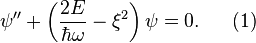 ψ″ + (2E/ħω − ξ²) ψ = 0. (1)